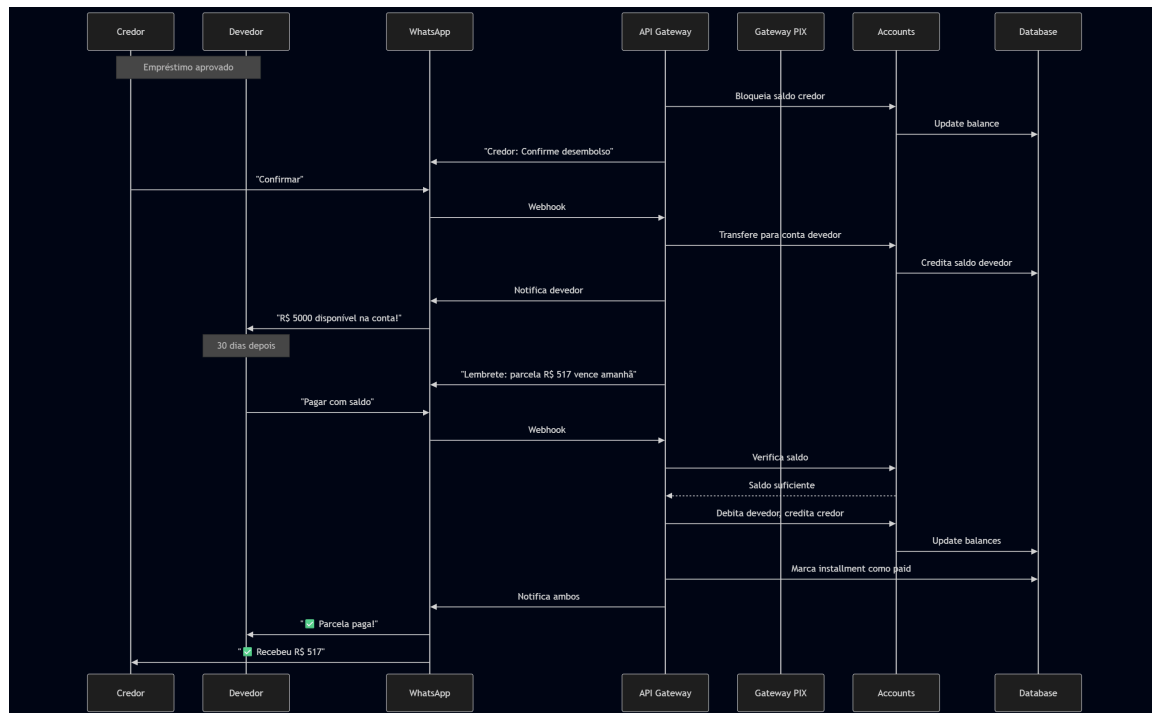 Credor
Devedor
WhatsApp
API Gateway
Gateway PIX
Accounts
Database
Empréstimo aprovado
Bloqueia saldo credor
Update balance
"Credor: Confirme desembolso"
"Confirmar"
Webhook
Transfere para conta devedor
Credita saldo devedor
Notifica devedor
"R$ 5000 disponível na conta!"
30 dias depois
"Lembrete: parcela R$ 517 vence amanhã"
"Pagar com saldo"
Webhook
Verifica saldo
Saldo suficiente
Debita devedor, credita credor
Update balances
Marca installment como paid
Notifica ambos
"✅ Parcela paga!"
"✅ Recebeu R$ 517"
Credor
Devedor
WhatsApp
API Gateway
Gateway PIX
Accounts
Database